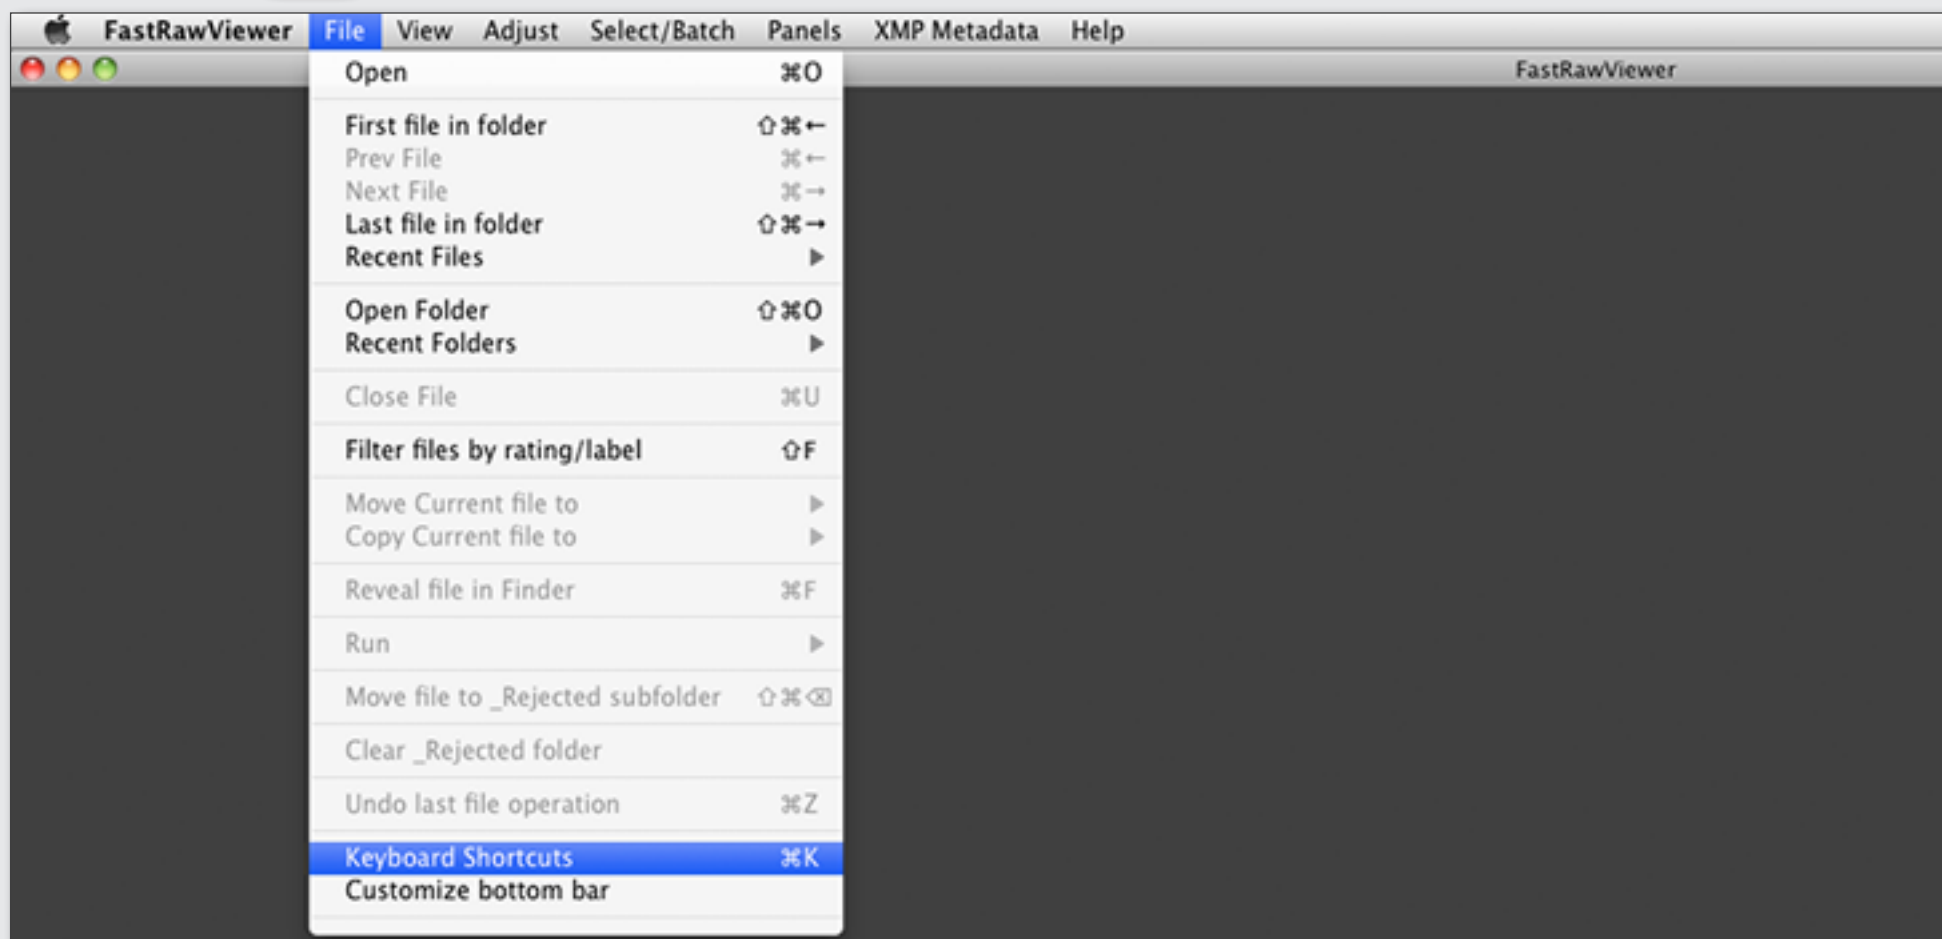 FastRawViewer File View Adjust Select/Batch Panels XMP Metadata Help
FastRawViewer
Open ⌘O
First file in folder ⇧⌘←
Prev File ⌘←
Next File ⌘→
Last file in folder ⇧⌘→
Recent Files ▶
Open Folder ⇧⌘O
Recent Folders ▶
Close File ⌘U
Filter files by rating/label ⇧F
Move Current file to ▶
Copy Current file to ▶
Reveal file in Finder ⌘F
Run ▶
Move file to _Rejected subfolder ⇧⌘⌫
Clear _Rejected folder
Undo last file operation ⌘Z
Keyboard Shortcuts ⌘K
Customize bottom bar